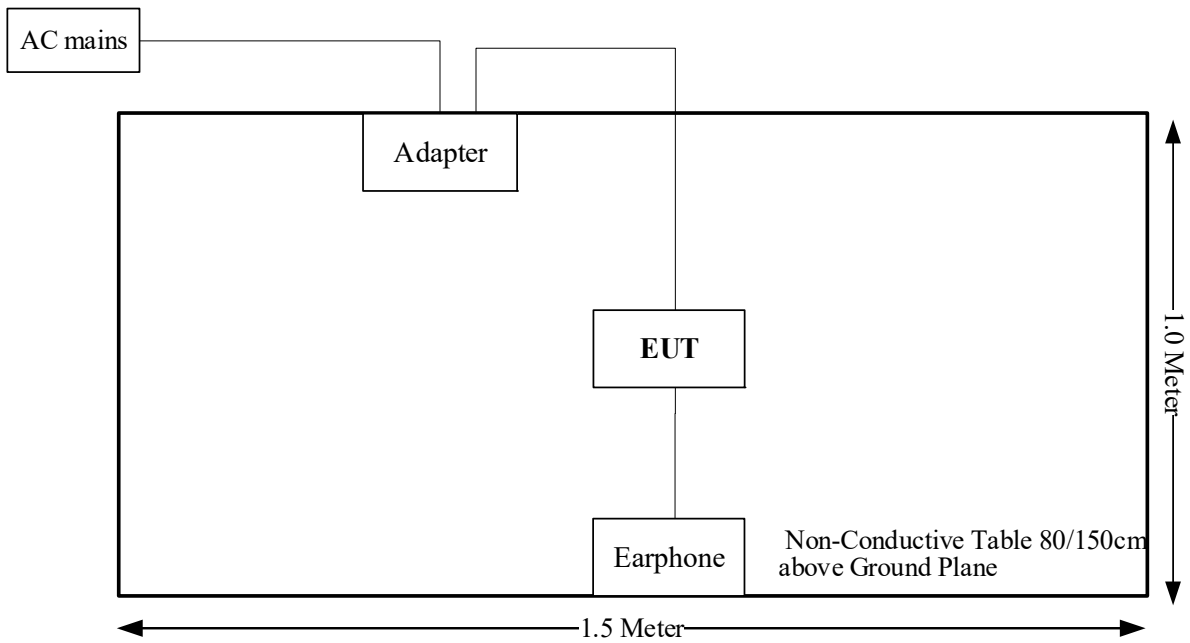 AC mains
Adapter
EUT
1.0 Meter
Earphone
Non-Conductive Table 80/150cm
above Ground Plane
1.5 Meter